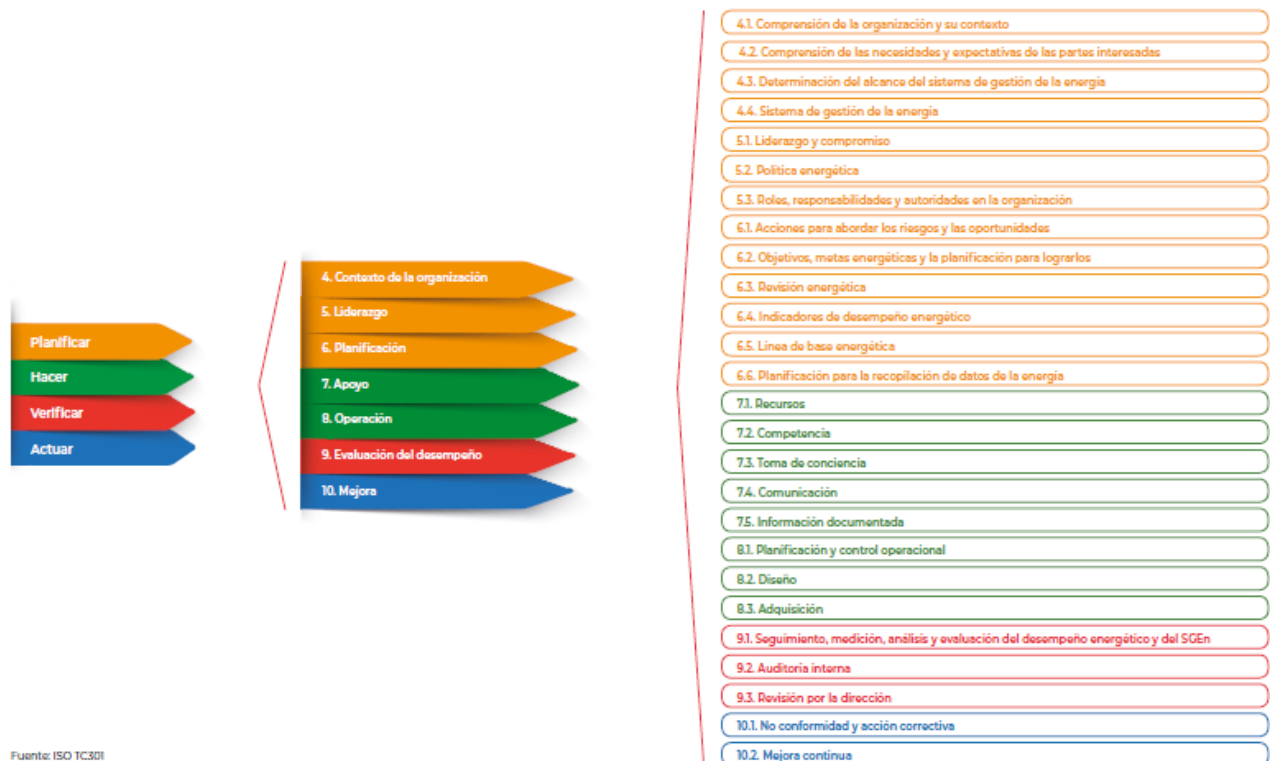 Planificar
Hacer
Verificar
Actuar
4. Contexto de la organización
5. Liderazgo
6. Planificación
7. Apoyo
8. Operación
9. Evaluación del desempeño
10. Mejora
4.1. Comprensión de la organización y su contexto
4.2. Comprensión de las necesidades y expectativas de las partes interesadas
4.3. Determinación del alcance del sistema de gestión de la energía
4.4. Sistema de gestión de la energía
5.1. Liderazgo y compromiso
5.2. Política energética
5.3. Roles, responsabilidades y autoridades en la organización
6.1. Acciones para abordar los riesgos y las oportunidades
6.2. Objetivos, metas energéticas y la planificación para lograrlos
6.3. Revisión energética
6.4. Indicadores de desempeño energético
6.5. Línea de base energética
6.6. Planificación para la recopilación de datos de la energía
7.1. Recursos
7.2. Competencia
7.3. Toma de conciencia
7.4. Comunicación
7.5. Información documentada
8.1. Planificación y control operacional
8.2. Diseño
8.3. Adquisición
9.1. Seguimiento, medición, análisis y evaluación del desempeño energético y del SGEn
9.2. Auditoría interna
9.3. Revisión por la dirección
10.1. No conformidad y acción correctiva
10.2. Mejora continua
Fuente: ISO TC301